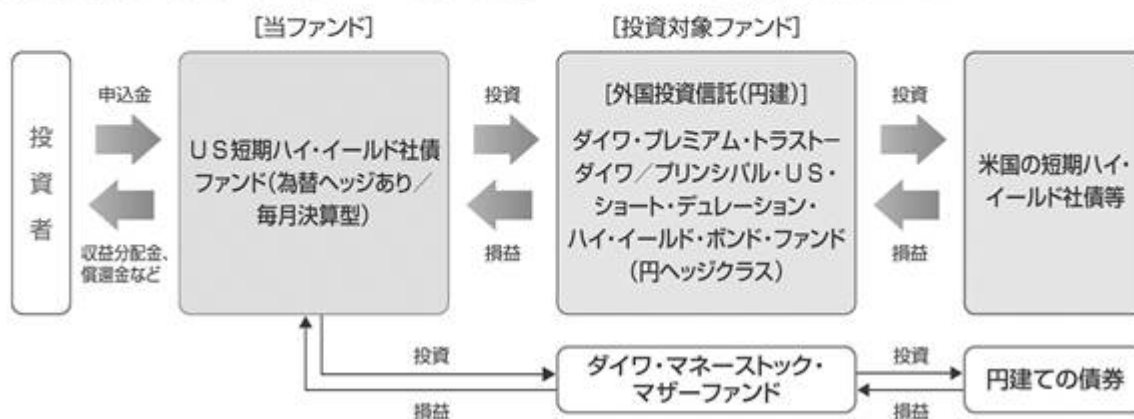 [当ファンド]
[投資対象ファンド]
投資者
申込金
収益分配金、
償還金など
US短期ハイ・イールド社債
ファンド(為替ヘッジあり/
毎月決算型)
投資
損益
[外国投資信託(円建)]
ダイワ・プレミアム・トラスト−
ダイワ/プリンシパル・US・
ショート・デュレーション・
ハイ・イールド・ボンド・ファンド
(円ヘッジクラス)
投資
損益
米国の短期ハイ・
イールド社債等
投資
損益
ダイワ・マネーストック・
マザーファンド
投資
損益
円建ての債券